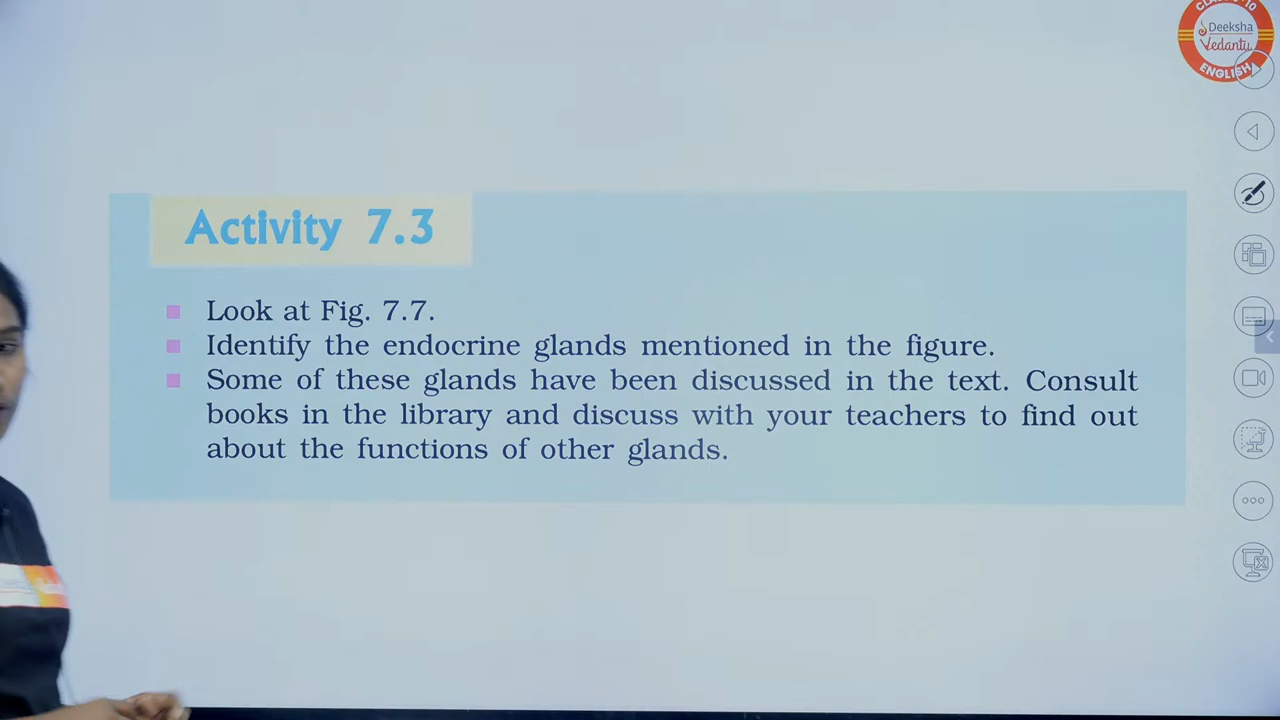 CLASS-10
Deeksha
Vedantu
ENGLISH
Activity 7.3
Look at Fig. 7.7.
Identify the endocrine glands mentioned in the figure.
Some of these glands have been discussed in the text. Consult
books in the library and discuss with your teachers to find out
about the functions of other glands.